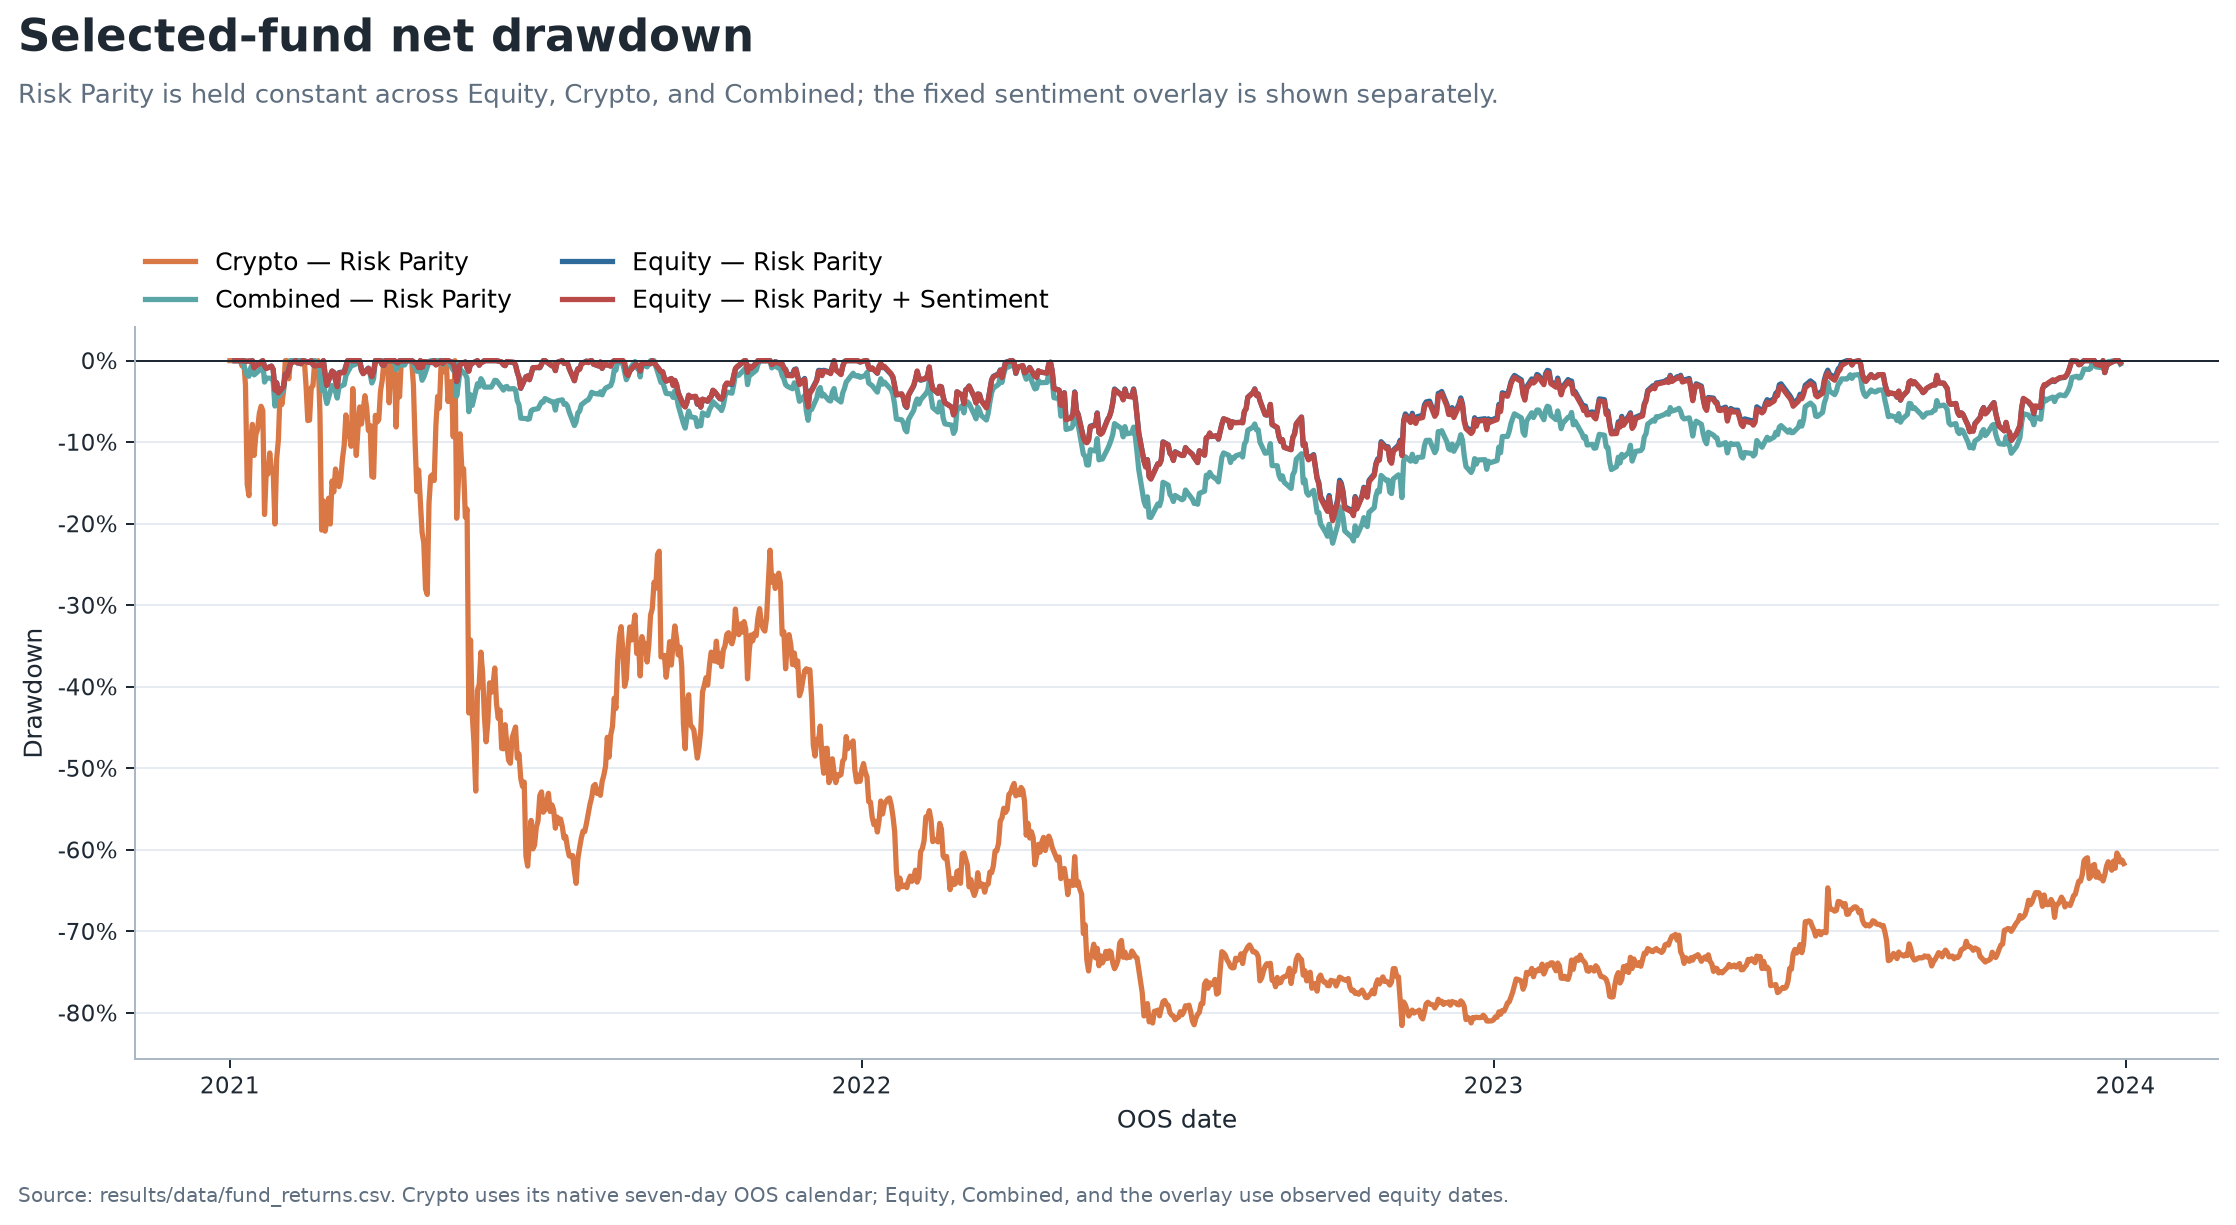 Selected-fund net drawdown
Risk Parity is held constant across Equity, Crypto, and Combined; the fixed sentiment overlay is shown separately.
Crypto — Risk Parity
Combined — Risk Parity
Equity — Risk Parity
Equity — Risk Parity + Sentiment
Drawdown
0%
-10%
-20%
-30%
-40%
-50%
-60%
-70%
-80%
2021
2022
2023
2024
OOS date
Source: results/data/fund_returns.csv. Crypto uses its native seven-day OOS calendar; Equity, Combined, and the overlay use observed equity dates.